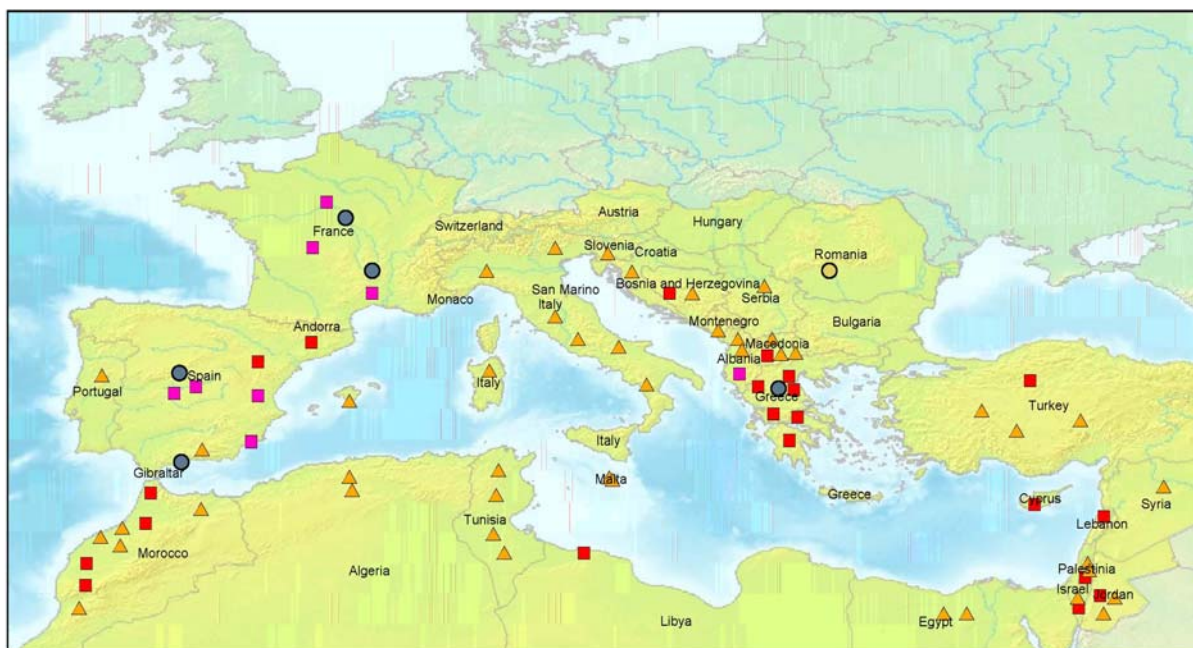 Austria
Hungary
Switzerland
France
Slovenia
Croatia
Romania
Bosnia and Herzegovina
San Marino
Serbia
Monaco
Italy
Montenegro
Bulgaria
Andorra
Macedonia
Albania
Spain
Portugal
Italy
Greece
Turkey
Italy
Gibraltar
Malta
Greece
Cyprus
Syria
Tunisia
Lebanon
Morocco
Algeria
Palestinia
Israel
Jordan
Libya
Egypt